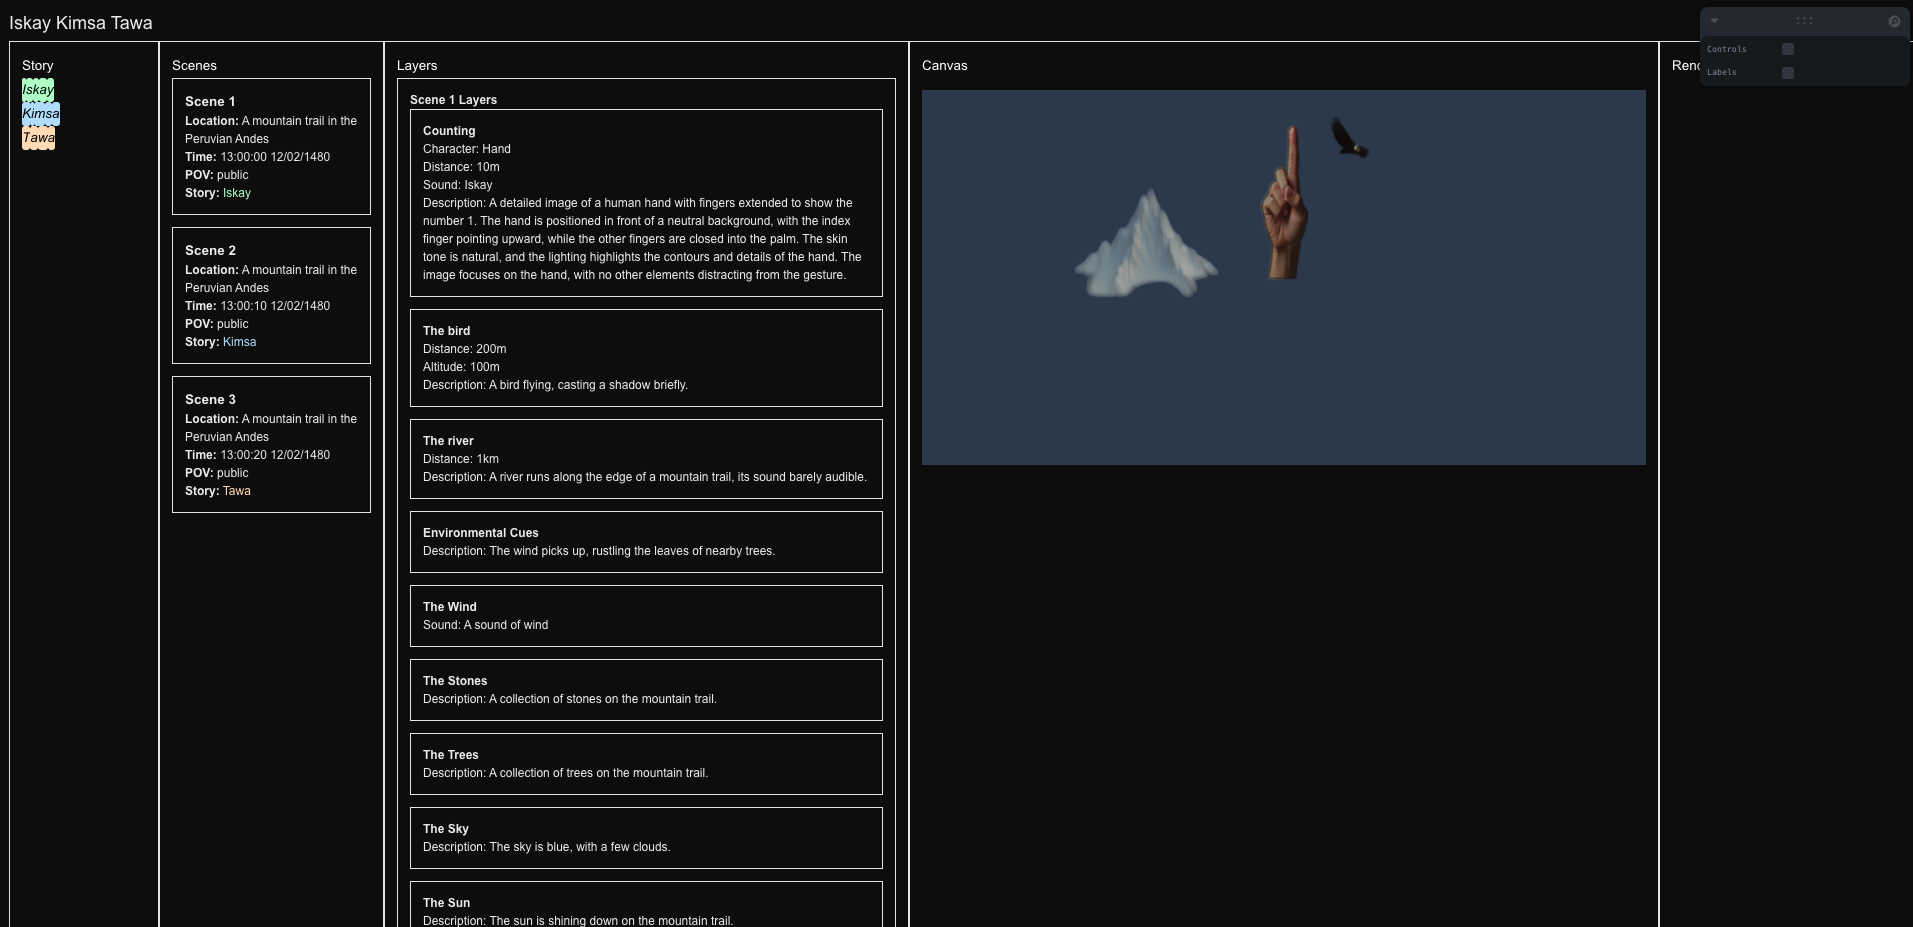 Iskay Kimsa Tawa
Story
Iskay
Kimsa
Tawa
Scenes
Scene 1
Location: A mountain trail in the
Peruvian Andes
Time: 13:00:00 12/02/1480
POV: public
Story: Iskay
Scene 2
Location: A mountain trail in the
Peruvian Andes
Time: 13:00:10 12/02/1480
POV: public
Story: Kimsa
Scene 3
Location: A mountain trail in the
Peruvian Andes
Time: 13:00:20 12/02/1480
POV: public
Story: Tawa
Layers
Scene 1 Layers
Counting
Character: Hand
Distance: 10m
Sound: Iskay
Description: A detailed image of a human hand with fingers extended to show the
number 1. The hand is positioned in front of a neutral background, with the index
finger pointing upward, while the other fingers are closed into the palm. The skin
tone is natural, and the lighting highlights the contours and details of the hand. The
image focuses on the hand, with no other elements distracting from the gesture.
The bird
Distance: 200m
Altitude: 100m
Description: A bird flying, casting a shadow briefly.
The river
Distance: 1km
Description: A river runs along the edge of a mountain trail, its sound barely audible.
Environmental Cues
Description: The wind picks up, rustling the leaves of nearby trees.
The Wind
Sound: A sound of wind
The Stones
Description: A collection of stones on the mountain trail.
The Trees
Description: A collection of trees on the mountain trail.
The Sky
Description: The sky is blue, with a few clouds.
The Sun
Description: The sun is shining down on the mountain trail.
Canvas
Controls
Labels